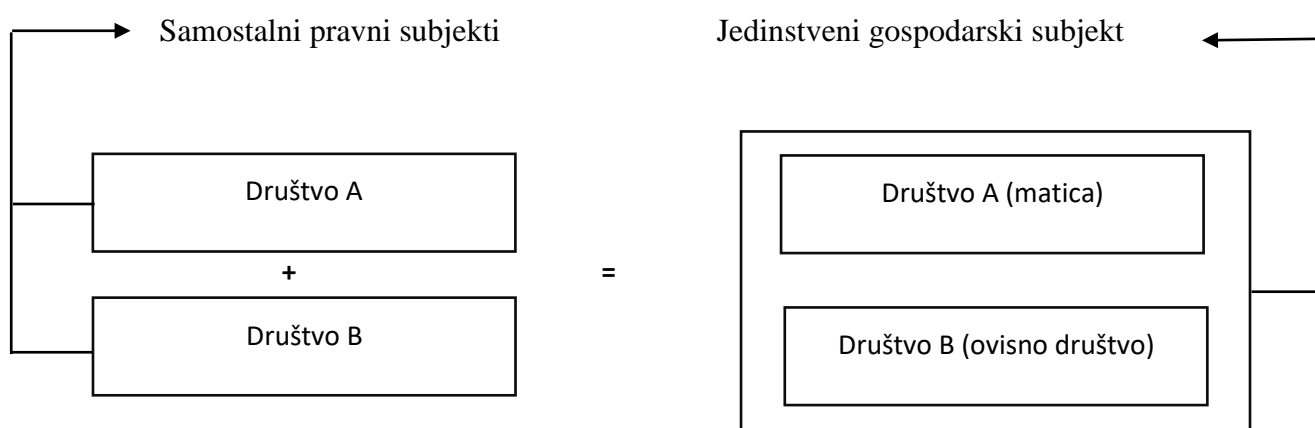 Samostalni pravni subjekti
Jedinstveni gospodarski subjekt
Društvo A
+
Društvo B
=
Društvo A (matica)
Društvo B (ovisno društvo)